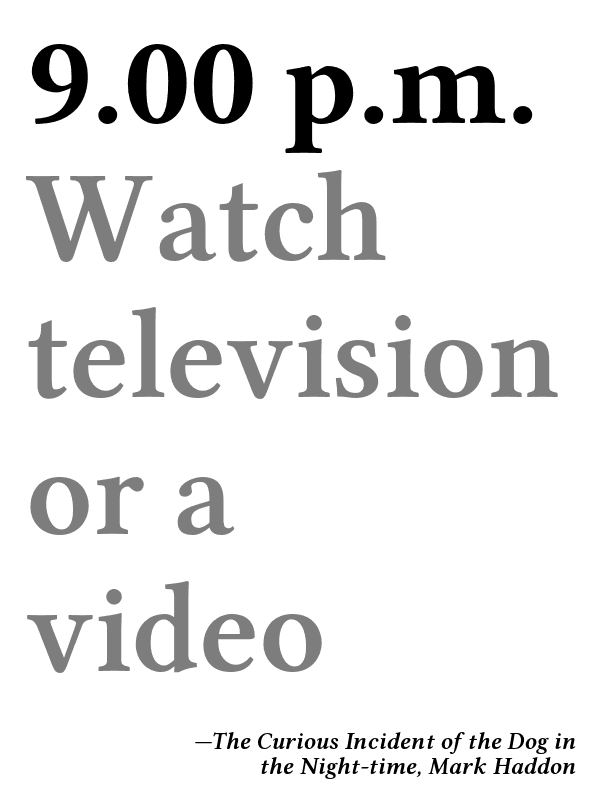 9.00 p.m.
Watch
television
or a
video
—The Curious Incident of the Dog in
the Night-time, Mark Haddon